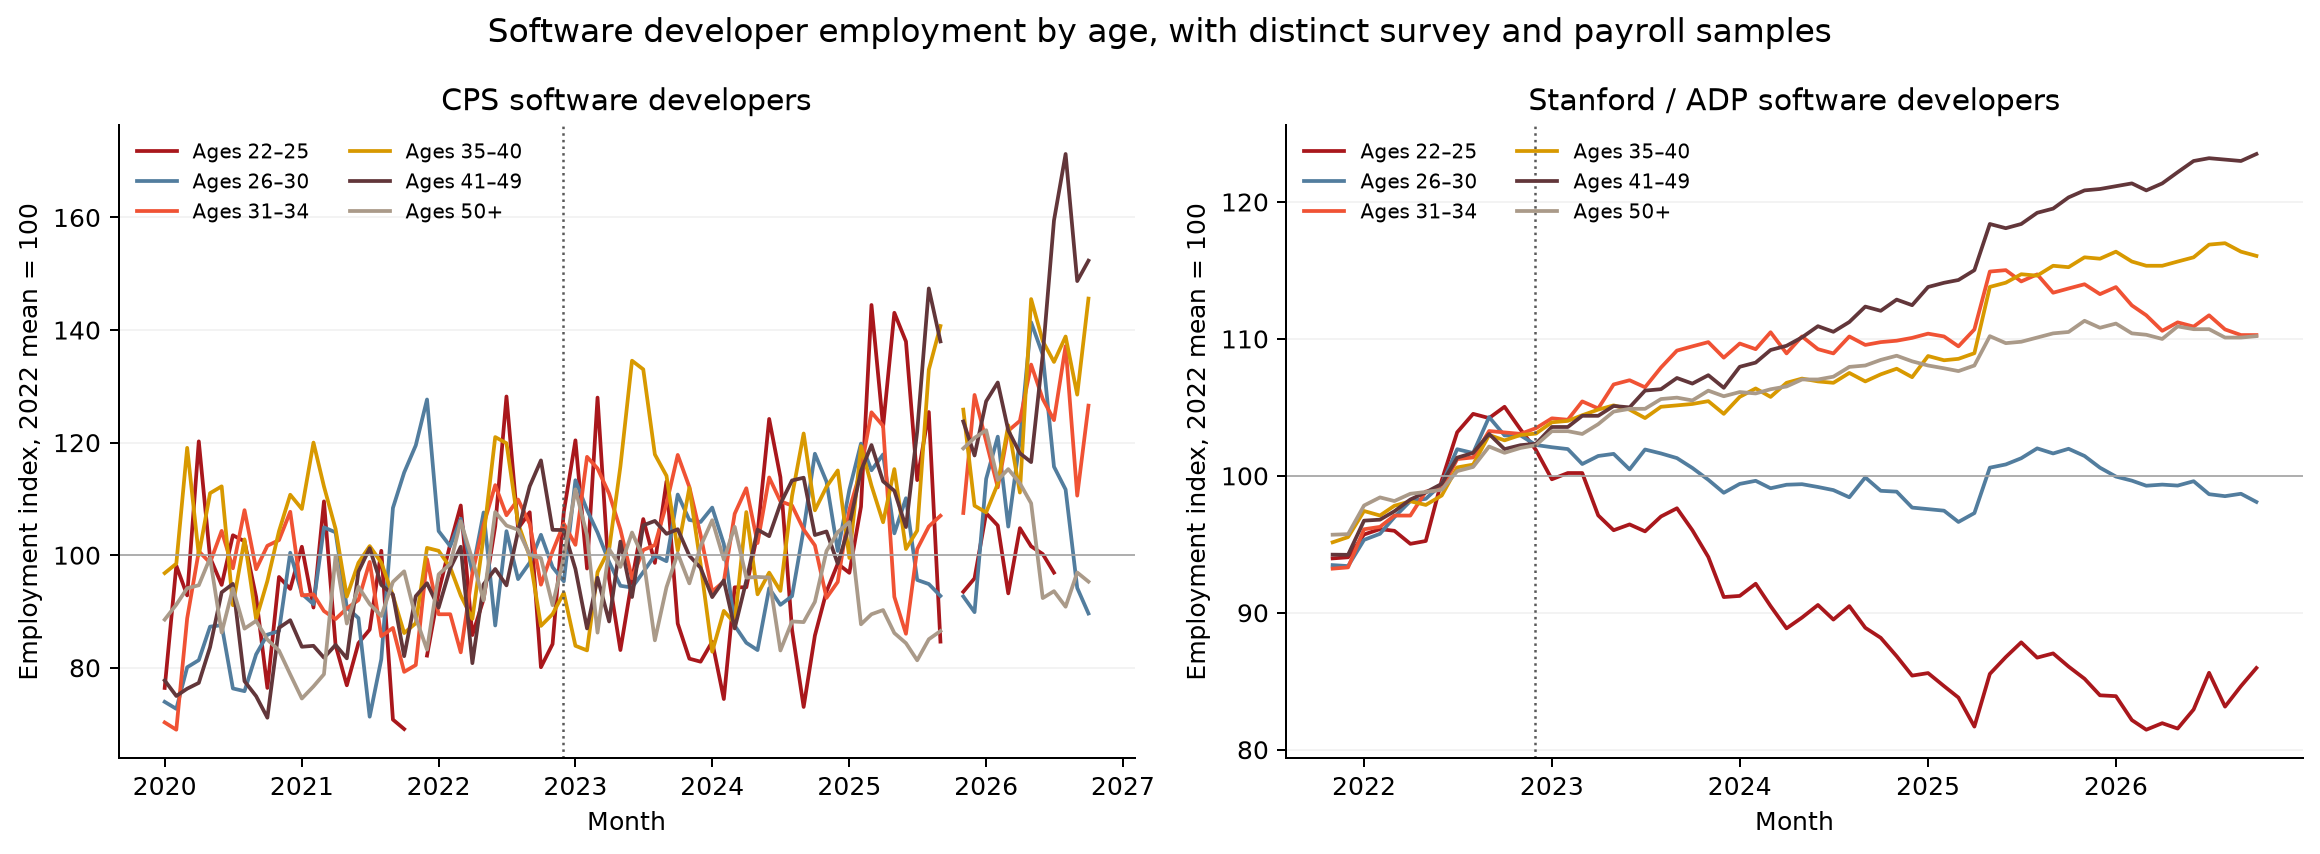 Software developer employment by age, with distinct survey and payroll samples
CPS software developers
Employment index, 2022 mean = 100
160
140
120
100
80
Ages 22–25
Ages 26–30
Ages 31–34
Ages 35–40
Ages 41–49
Ages 50+
2020
2021
2022
2023
2024
2025
2026
2027
Month
Stanford / ADP software developers
Employment index, 2022 mean = 100
120
110
100
90
80
Ages 22–25
Ages 26–30
Ages 31–34
Ages 35–40
Ages 41–49
Ages 50+
2022
2023
2024
2025
2026
Month